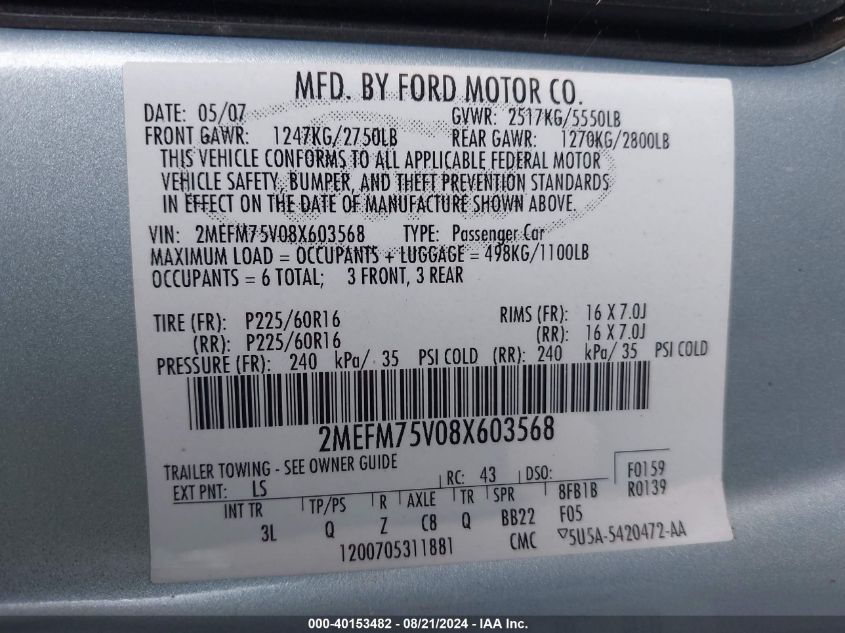 MFD. BY FORD MOTOR CO.
DATE: 05/07 GVWR: 2517KG/5550LB
FRONT GAWR: 1247KG/2750LB REAR GAWR: 1270KG/2800LB
THIS VEHICLE CONFORMS TO ALL APPLICABLE FEDERAL MOTOR
VEHICLE SAFETY, BUMPER, AND THEFT PREVENTION STANDARDS
IN EFFECT ON THE DATE OF MANUFACTURE SHOWN ABOVE.
VIN: 2MEFM75V08X603568 TYPE: Passenger Car
MAXIMUM LOAD = OCCUPANTS + LUGGAGE = 498KG/1100LB
OCCUPANTS = 6 TOTAL; 3 FRONT, 3 REAR
TIRE (FR): P225/60R16 RIMS (FR): 16 X 7.0J
(RR): P225/60R16 (RR): 16 X 7.0J
PRESSURE (FR): 240 kPa/ 35 PSI COLD (RR): 240 kPa/ 35 PSI COLD
2MEFM75V08X603568
TRAILER TOWING - SEE OWNER GUIDE
EXT PNT: LS RC: 43 DSO: F0159
R0139
INT TR TP/PS R AXLE TR SPR 8FB1B
3L Q Z C8 Q BB22 F05
1200705311881 CMC ▽5U5A-5420472-AA
000-40153482 - 08/21/2024 - IAA Inc.